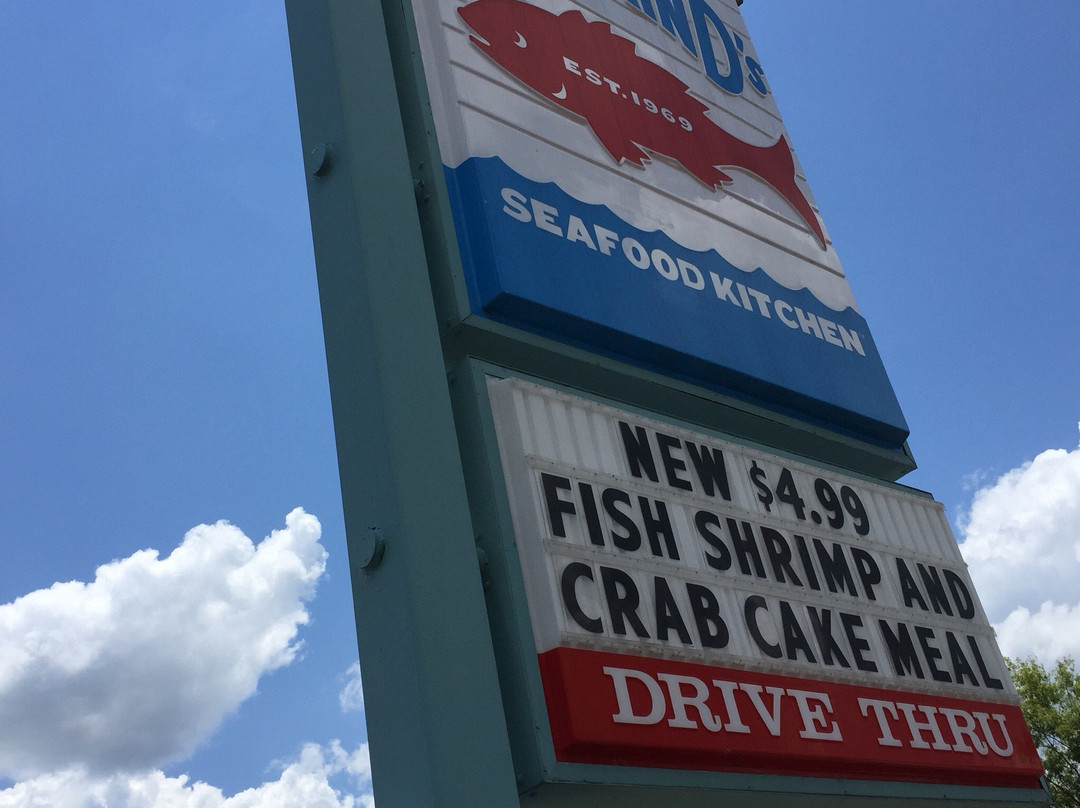 EST. 1969
SEAFOOD KITCHEN
NEW $4.99
FISH SHRIMP AND
CRAB CAKE MEAL
DRIVE THRU